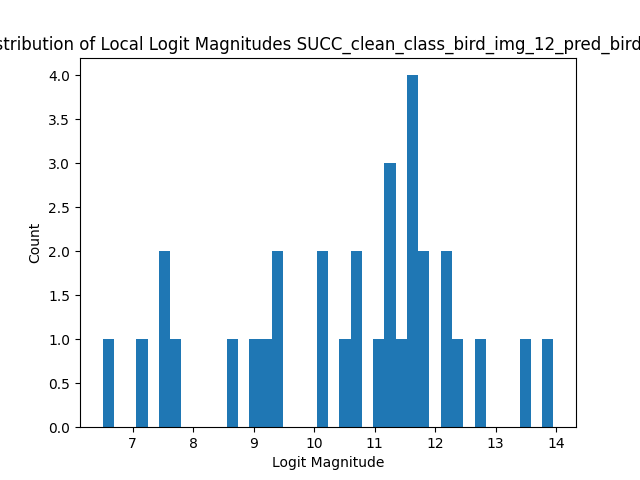 stribution of Local Logit Magnitudes SUCC_clean_class_bird_img_12_pred_bird
4.0
3.5
3.0
2.5
2.0
1.5
1.0
0.5
0.0
Count
7 8 9 10 11 12 13 14
Logit Magnitude